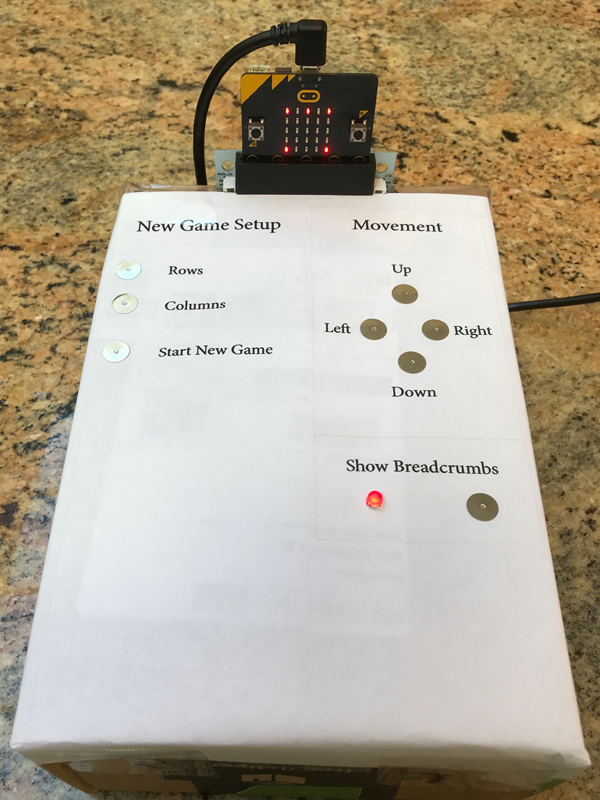 New Game Setup
Rows
Columns
Start New Game
Movement
Up
Left
Right
Down
Show Breadcrumbs